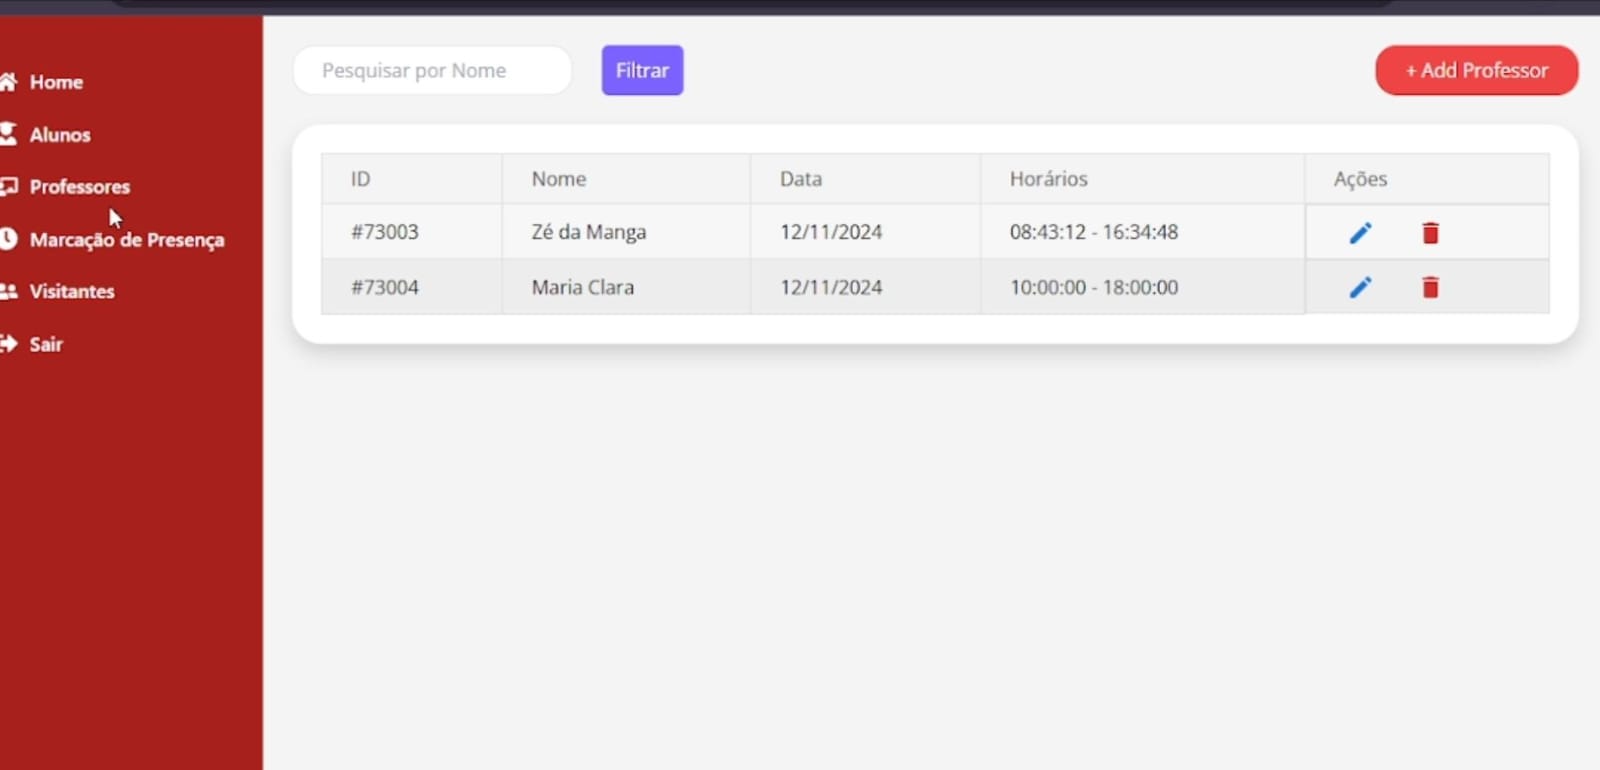 Home
Alunos
Professores
Marcação de Presença
Visitantes
Sair
Pesquisar por Nome
Filtrar
+ Add Professor
ID Nome Data Horários Ações
#73003 Zé da Manga 12/11/2024 08:43:12 - 16:34:48
#73004 Maria Clara 12/11/2024 10:00:00 - 18:00:00